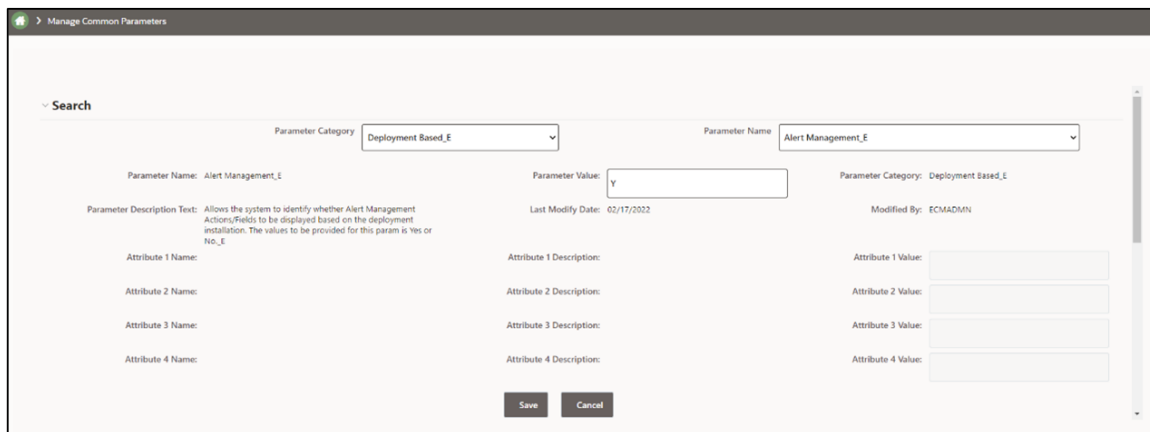 Manage Common Parameters
Search
Parameter Category Deployment Based_E Parameter Name Alert Management_E
Parameter Name: Alert Management_E Parameter Value: Y Parameter Category: Deployment Based_E
Parameter Description Text: Allows the system to identify whether Alert Management Last Modify Date: 02/17/2022 Modified By: ECMADMN
Actions/Fields to be displayed based on the deployment
installation. The values to be provided for this param is Yes or
No._E
Attribute 1 Name: Attribute 1 Description: Attribute 1 Value:
Attribute 2 Name: Attribute 2 Description: Attribute 2 Value:
Attribute 3 Name: Attribute 3 Description: Attribute 3 Value:
Attribute 4 Name: Attribute 4 Description: Attribute 4 Value:
Save Cancel